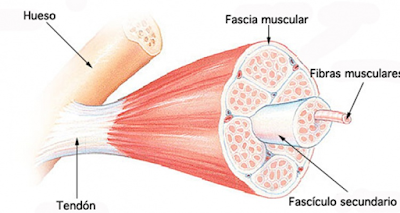 Hueso
Fascia muscular
Fibras musculares
Fascículo secundario
Tendón